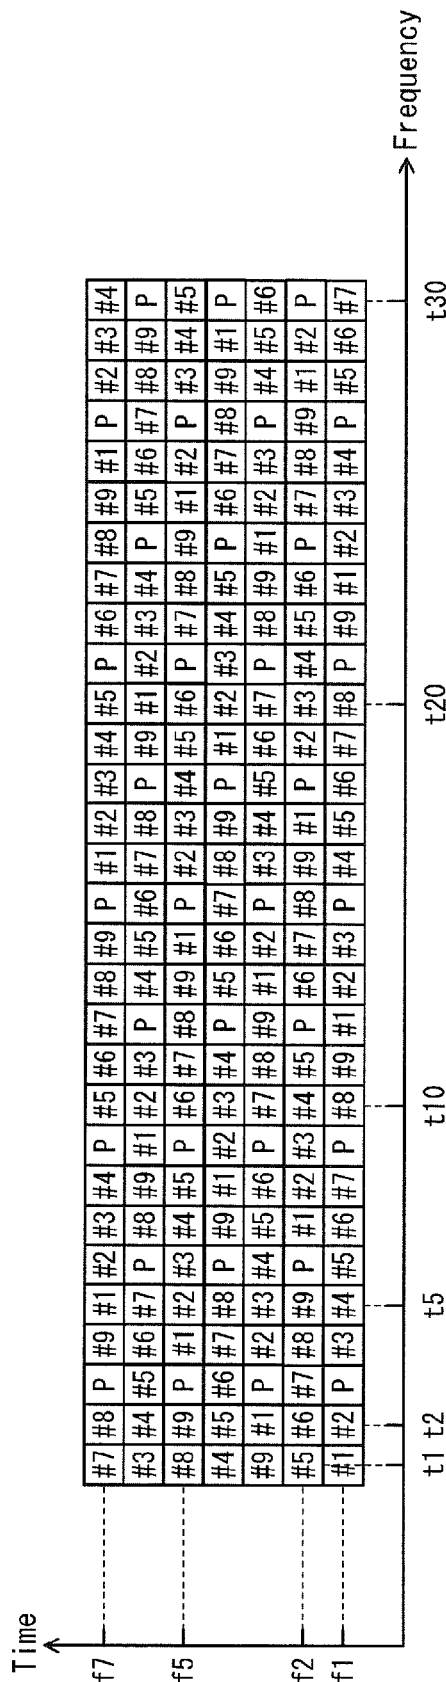 Time
f7 #7 #8 P #9 #1 #2 #3 #4 P #5 #6 #7 #8 #9 P #1 #2 #3 #4 #5 P #6 #7 #8 #9 #1 P #2 #3 #4
#3 #4 #5 #6 #7 P #8 #9 #1 #2 #3 P #4 #5 #6 #7 #8 P #9 #1 #2 #3 #4 P #5 #6 #7 #8 #9 P
f5 #8 #9 P #1 #2 #3 #4 #5 P #6 #7 #8 #9 #1 P #2 #3 #4 #5 #6 P #7 #8 #9 #1 #2 P #3 #4 #5
#4 #5 #6 #7 #8 P #9 #1 #2 #3 #4 P #5 #6 #7 #8 #9 P #1 #2 #3 #4 #5 P #6 #7 #8 #9 #1 P
#9 #1 P #2 #3 #4 #5 #6 P #7 #8 #9 #1 #2 P #3 #4 #5 #6 #7 P #8 #9 #1 #2 #3 P #4 #5 #6
f2 #5 #6 #7 #8 #9 P #1 #2 #3 #4 #5 P #6 #7 #8 #9 #1 P #2 #3 #4 #5 #6 P #7 #8 #9 #1 #2 P
f1 #1 #2 P #3 #4 #5 #6 #7 P #8 #9 #1 #2 #3 P #4 #5 #6 #7 #8 P #9 #1 #2 #3 #4 P #5 #6 #7
Frequency
t1 t2 t5 t10 t20 t30